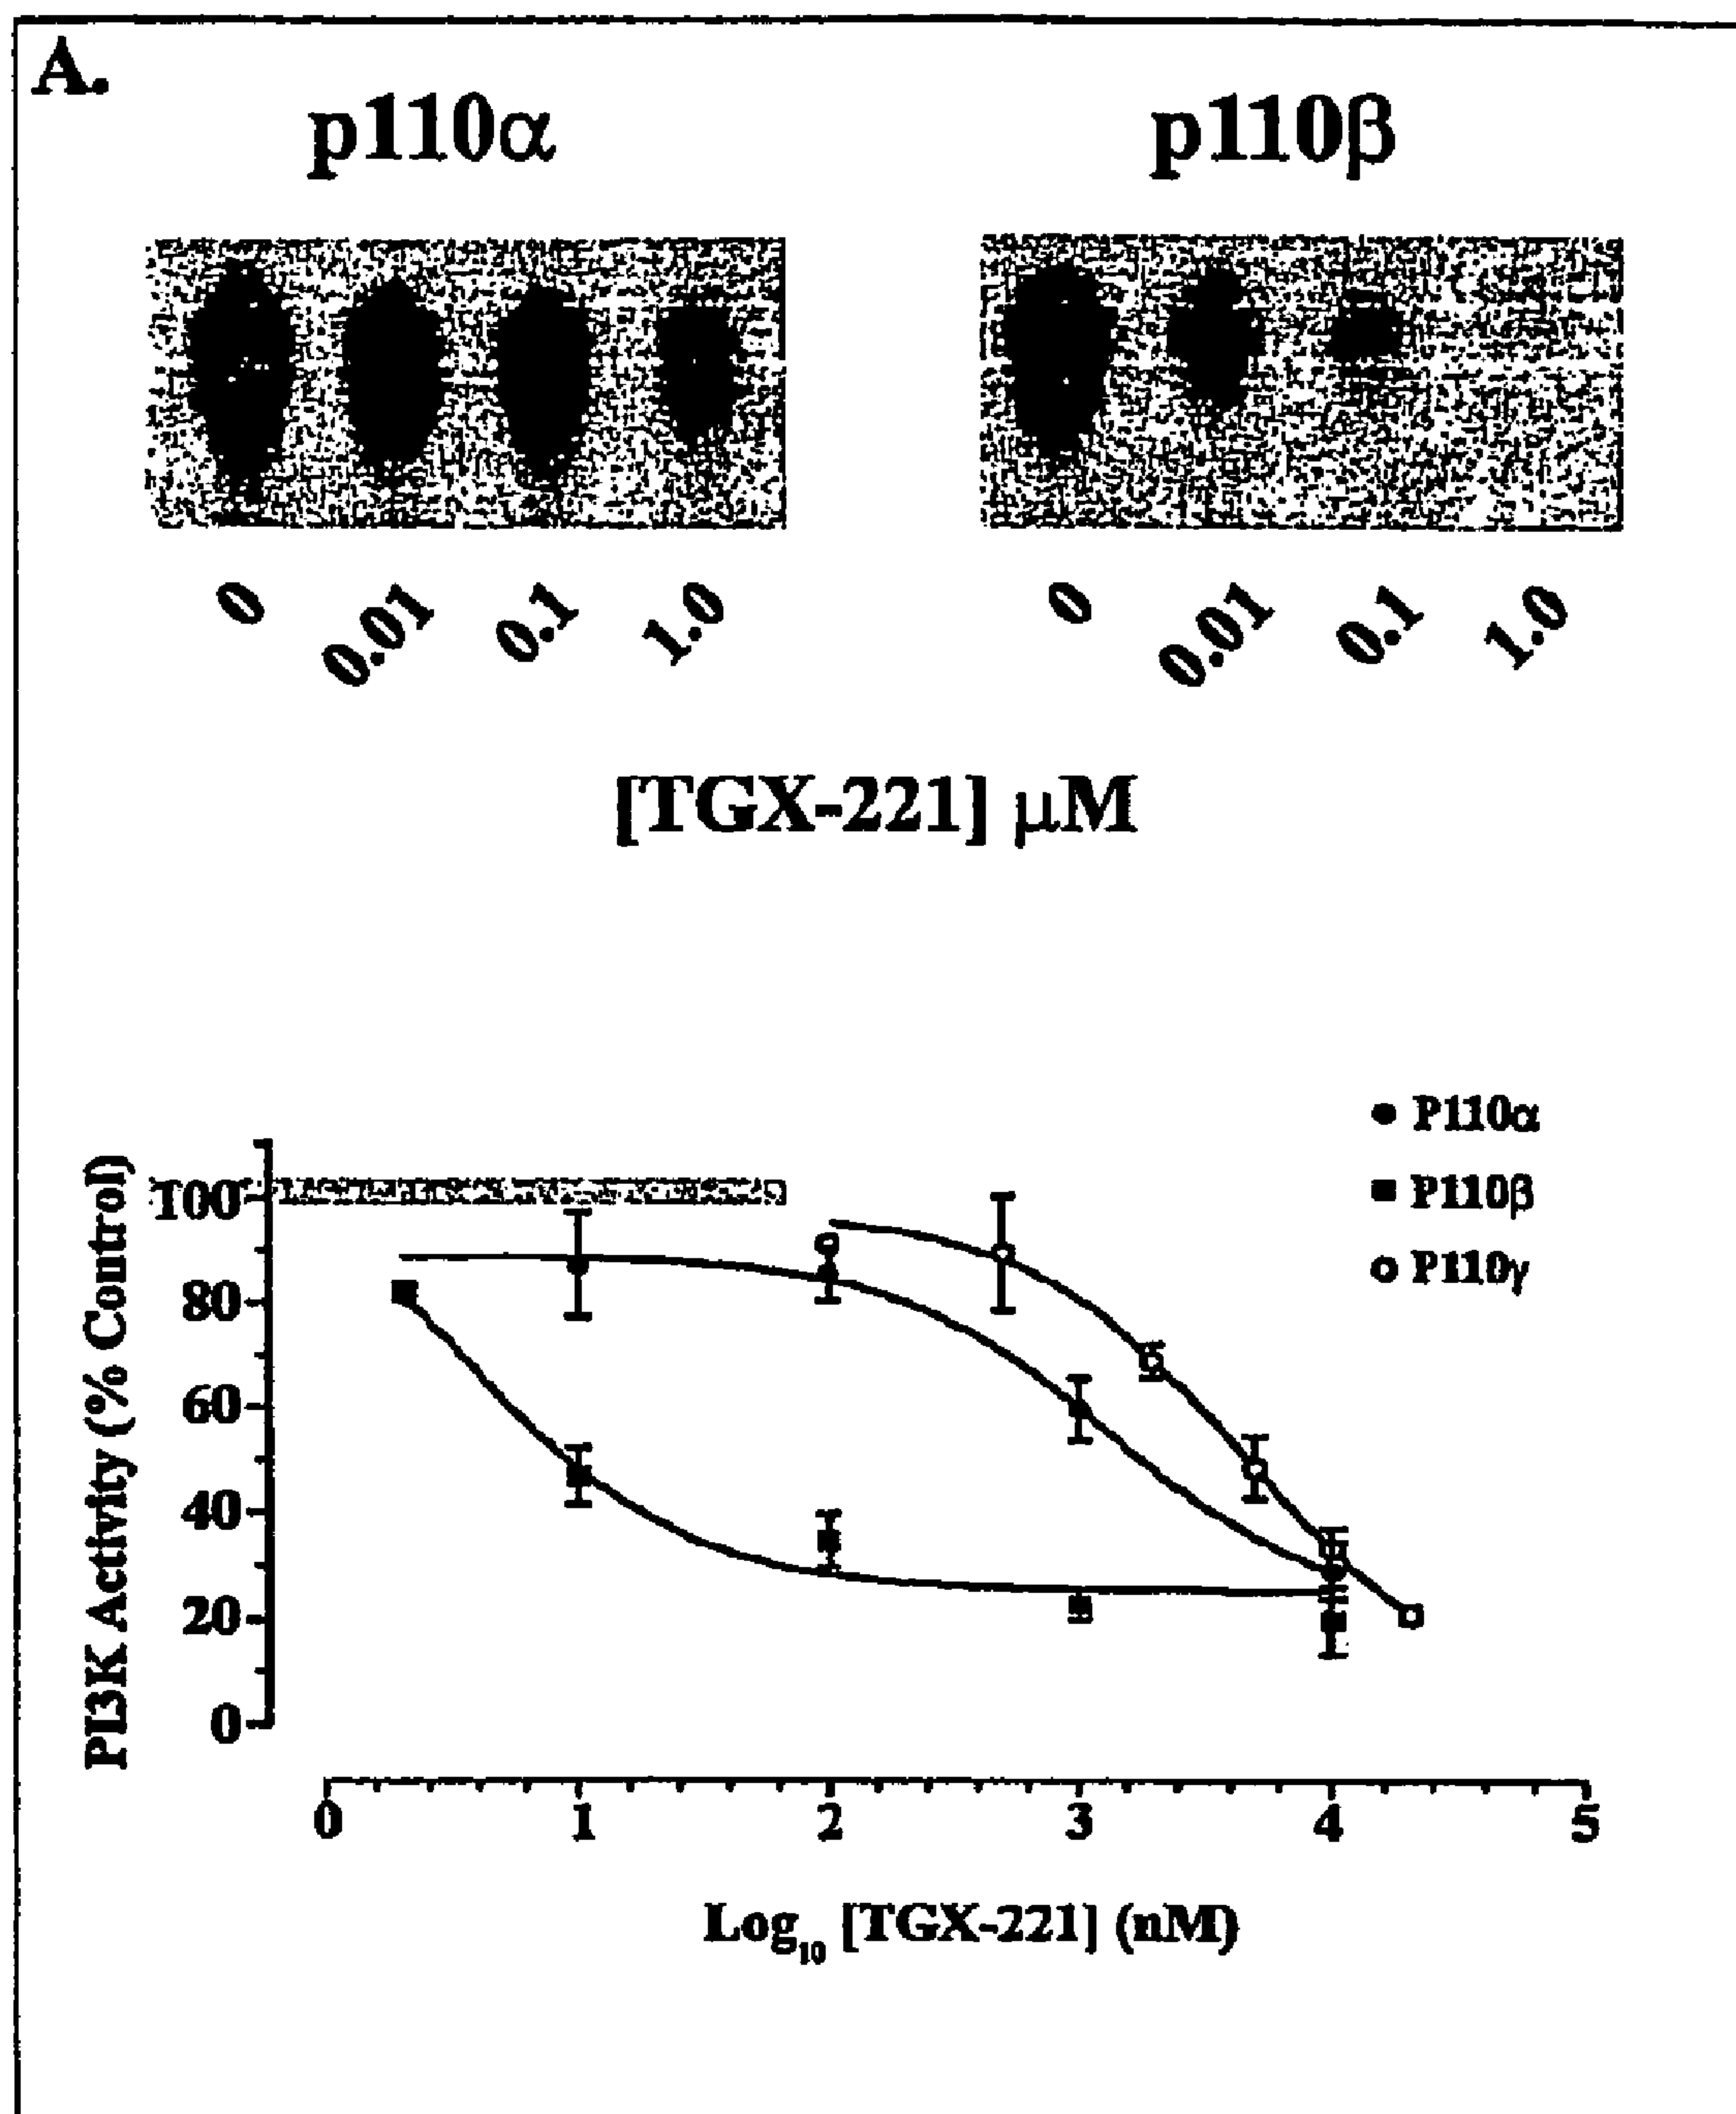 A.
p110α p110β
0 0.01 0.1 1.0 0 0.01 0.1 1.0
[TGX-221] μM
P110α
P110β
P110γ
PI3K Activity (% Control)
100
80
60
40
20
0
0 1 2 3 4 5
Log10 [TGX-221] (nM)